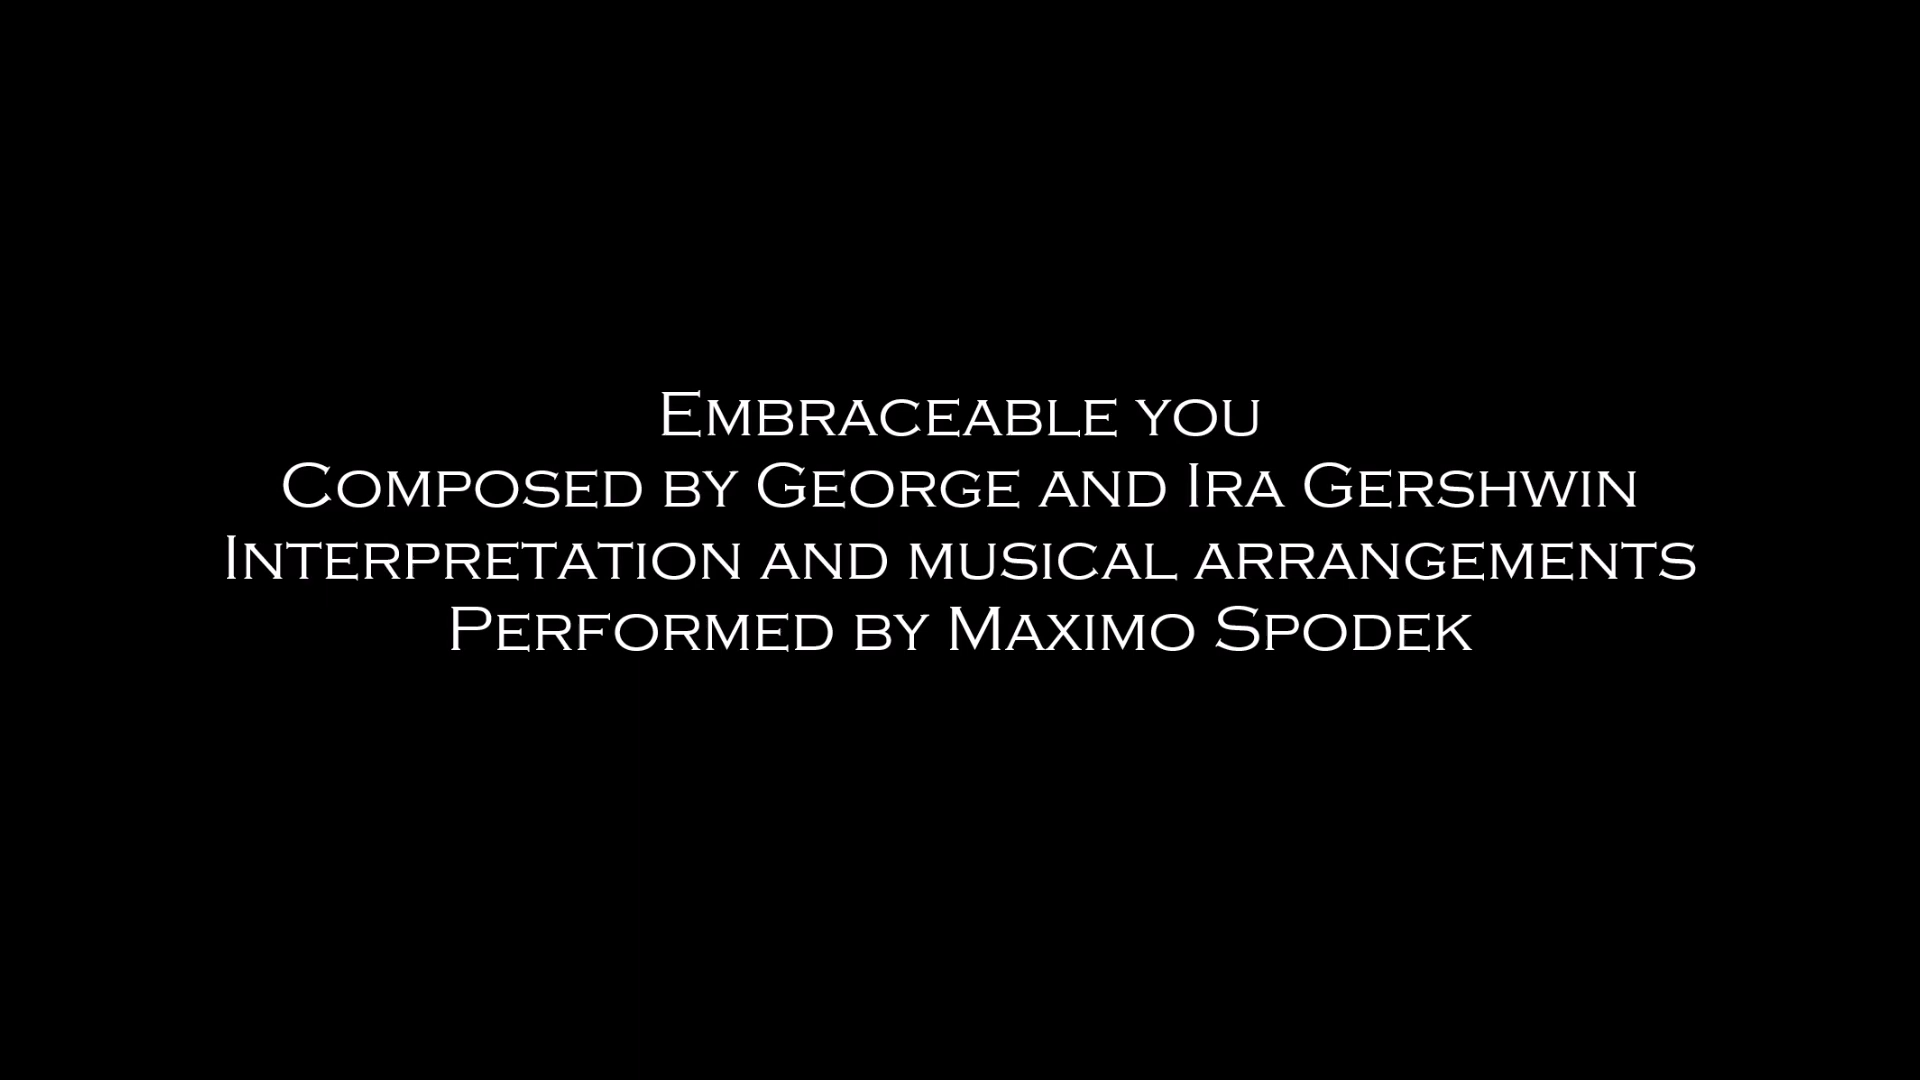 Embraceable you
Composed by George and Ira Gershwin
Interpretation and musical arrangements
Performed by Maximo Spodek